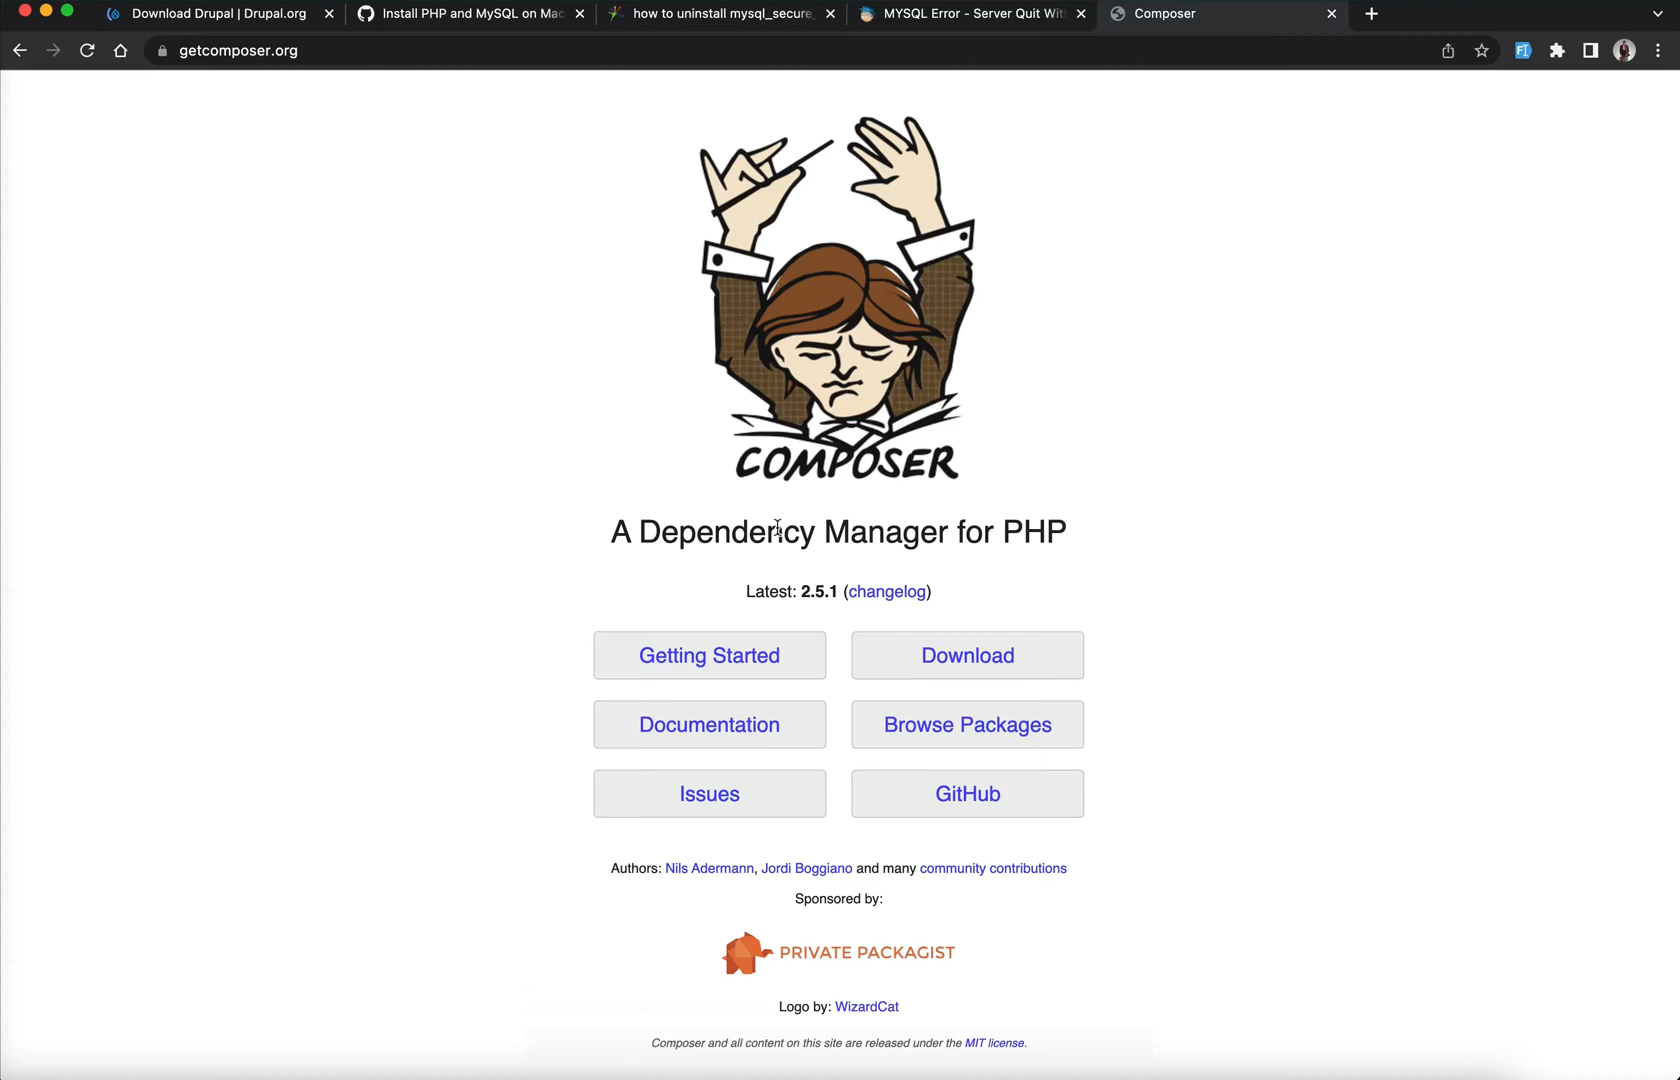 Download Drupal | Drupal.org
Install PHP and MySQL on Mac
how to uninstall mysql_secure_
MYSQL Error - Server Quit With
Composer
getcomposer.org
COMPOSER
A Dependency Manager for PHP
Latest: 2.5.1 (changelog)
Getting Started
Download
Documentation
Browse Packages
Issues
GitHub
Authors: Nils Adermann, Jordi Boggiano and many community contributions
Sponsored by:
PRIVATE PACKAGIST
Logo by: WizardCat
Composer and all content on this site are released under the MIT license.